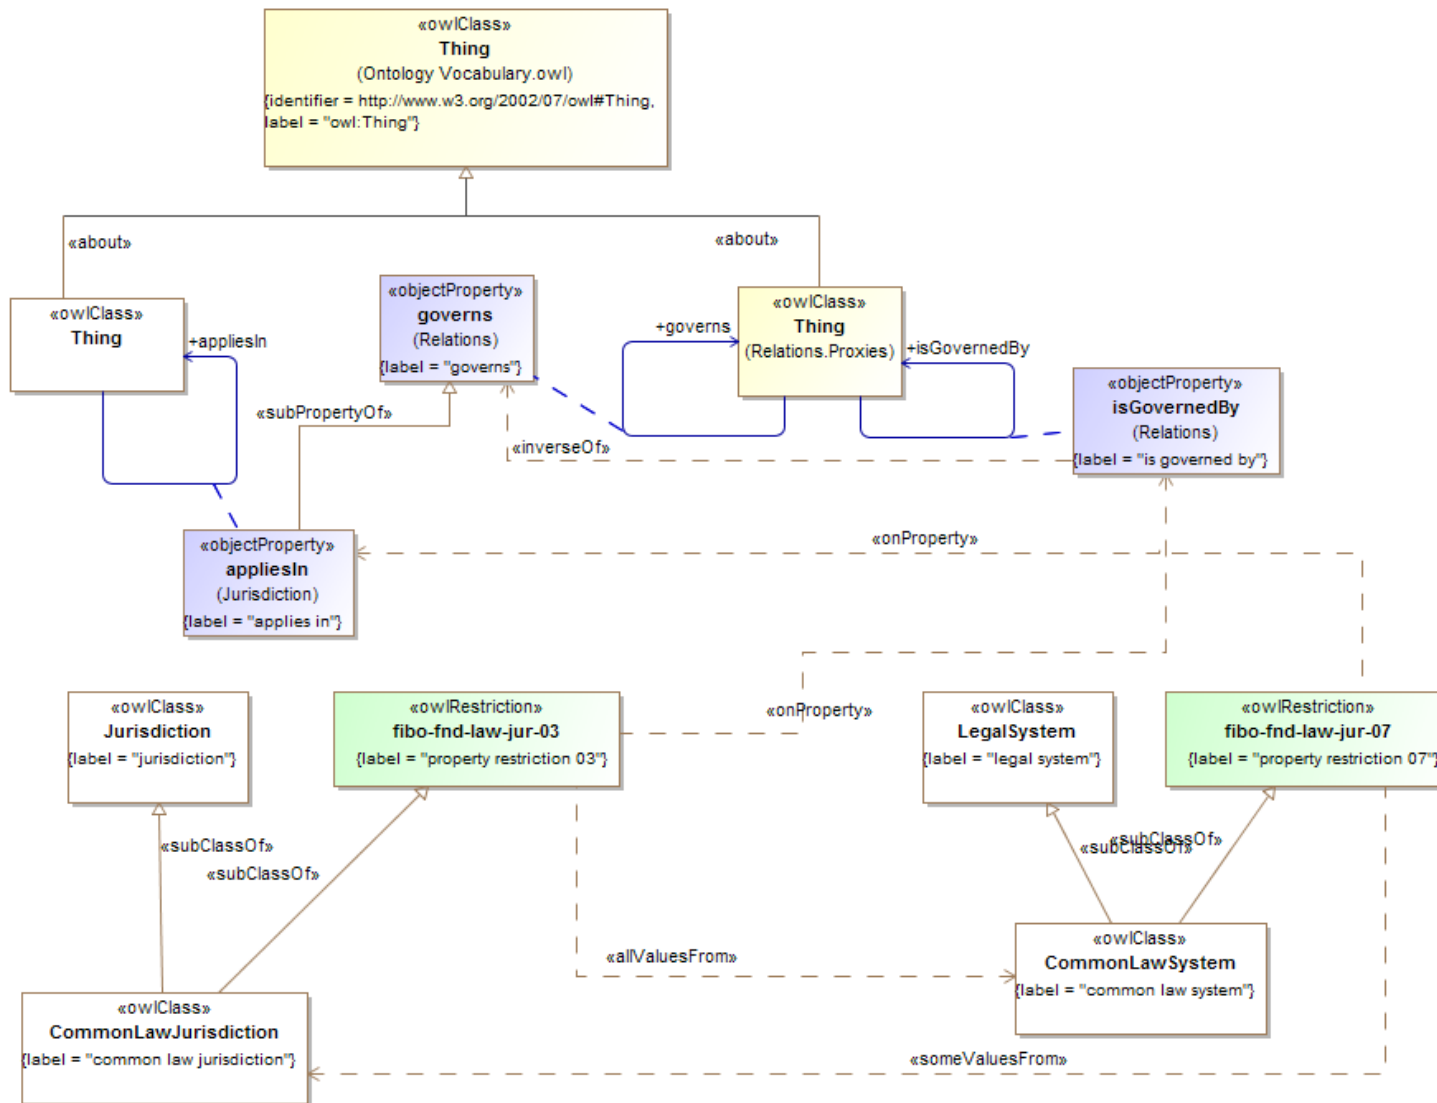 «owlClass»
Thing
(Ontology Vocabulary.owl)
{identifier = http://www.w3.org/2002/07/owl#Thing,
label = "owl:Thing"}
«about»
«about»
«owlClass»
Thing
+appliesIn
«objectProperty»
governs
(Relations)
{label = "governs"}
+governs
«owlClass»
Thing
(Relations.Proxies)
+isGovernedBy
«objectProperty»
isGovernedBy
(Relations)
{label = "is governed by"}
«subPropertyOf»
«inverseOf»
«objectProperty»
appliesIn
(Jurisdiction)
{label = "applies in"}
«onProperty»
«owlClass»
Jurisdiction
{label = "jurisdiction"}
«owlRestriction»
fibo-fnd-law-jur-03
{label = "property restriction 03"}
«onProperty»
«owlClass»
LegalSystem
{label = "legal system"}
«owlRestriction»
fibo-fnd-law-jur-07
{label = "property restriction 07"}
«subClassOf»
«subClassOf»
«subClassOf»
«subClassOf»
«allValuesFrom»
«owlClass»
CommonLawSystem
{label = "common law system"}
«owlClass»
CommonLawJurisdiction
{label = "common law jurisdiction"}
«someValuesFrom»